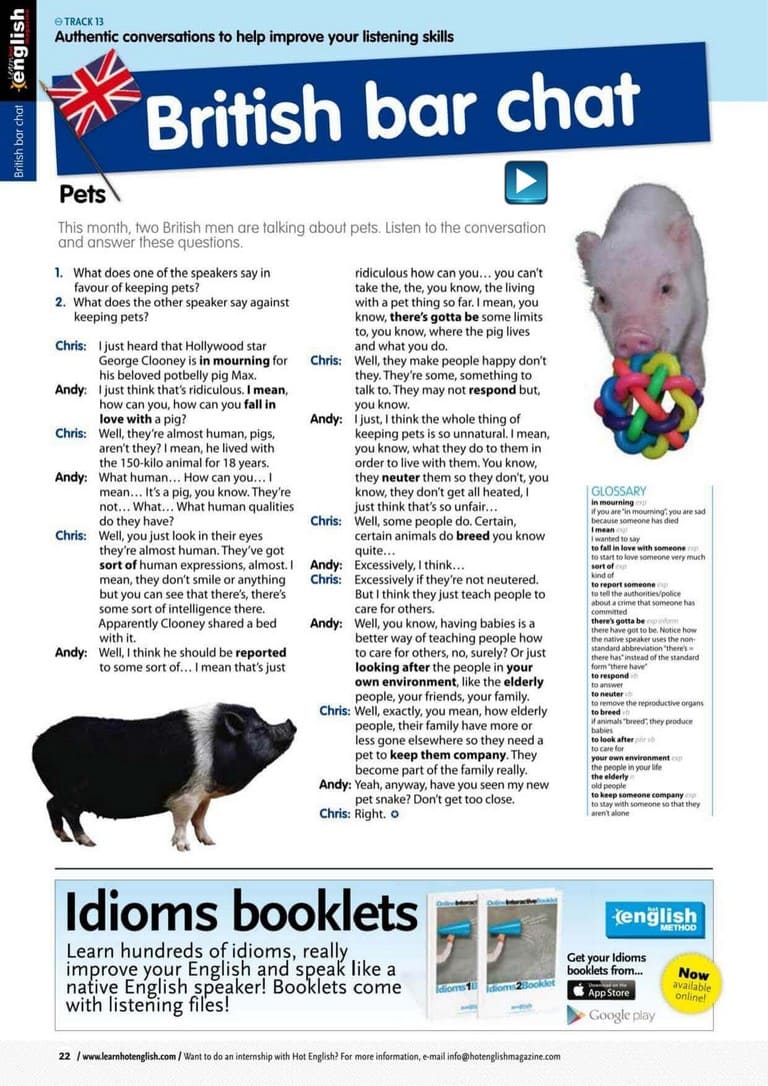 TRACK 13
Authentic conversations to help improve your listening skills
Learn hot
english
magazine
British bar chat
British bar chat
Pets
This month, two British men are talking about pets. Listen to the conversation
and answer these questions.
1. What does one of the speakers say in
favour of keeping pets?
2. What does the other speaker say against
keeping pets?
Chris: I just heard that Hollywood star
George Clooney is in mourning for
his beloved potbelly pig Max.
Andy: I just think that's ridiculous. I mean,
how can you, how can you fall in
love with a pig?
Chris: Well, they're almost human, pigs,
aren't they? I mean, he lived with
the 150-kilo animal for 18 years.
Andy: What human... How can you... I
mean... It's a pig, you know. They're
not... What... What human qualities
do they have?
Chris: Well, you just look in their eyes
they're almost human. They've got
sort of human expressions, almost. I
mean, they don't smile or anything
but you can see that there's, there's
some sort of intelligence there.
Apparently Clooney shared a bed
with it.
Andy: Well, I think he should be reported
to some sort of... I mean that's just
ridiculous how can you... you can't
take the, the, you know, the living
with a pet thing so far. I mean, you
know, there's gotta be some limits
to, you know, where the pig lives
and what you do.
Chris: Well, they make people happy don't
they. They're some, something to
talk to. They may not respond but,
you know.
Andy: I just, I think the whole thing of
keeping pets is so unnatural. I mean,
you know, what they do to them in
order to live with them. You know,
they neuter them so they don't, you
know, they don't get all heated, I
just think that's so unfair...
Chris: Well, some people do. Certain,
certain animals do breed you know
quite...
Andy: Excessively, I think...
Chris: Excessively if they're not neutered.
But I think they just teach people to
care for others.
Andy: Well, you know, having babies is a
better way of teaching people how
to care for others, no, surely? Or just
looking after the people in your
own environment, like the elderly
people, your friends, your family.
Chris: Well, exactly, you mean, how elderly
people, their family have more or
less gone elsewhere so they need a
pet to keep them company. They
become part of the family really.
Andy: Yeah, anyway, have you seen my new
pet snake? Don't get too close.
Chris: Right.
GLOSSARY
in mourning exp
if you are "in mourning", you are sad
because someone has died
I mean exp
I wanted to say
to fall in love with someone exp
to start to love someone very much
sort of exp
kind of
to report someone exp
to tell the authorities/police
about a crime that someone has
committed
there's gotta be exp inform
there have got to be. Notice how
the native speaker uses the non-
standard abbreviation "there's =
there has" instead of the standard
form "there have"
to respond vb
to answer
to neuter vb
to remove the reproductive organs
to breed vb
if animals "breed", they produce
babies
to look after phr vb
to care for
your own environment exp
the people in your life
the elderly n
old people
to keep someone company exp
to stay with someone so that they
aren't alone
Idioms booklets
Learn hundreds of idioms, really
improve your English and speak like a
native English speaker! Booklets come
with listening files!
Idioms1B
Idioms2Booklet
hot
english
METHOD
Get your Idioms
booklets from...
Download on the
App Store
Google play
Now
available
online!
22 / www.learnhotenglish.com / Want to do an internship with Hot English? For more information, e-mail info@hotenglishmagazine.com